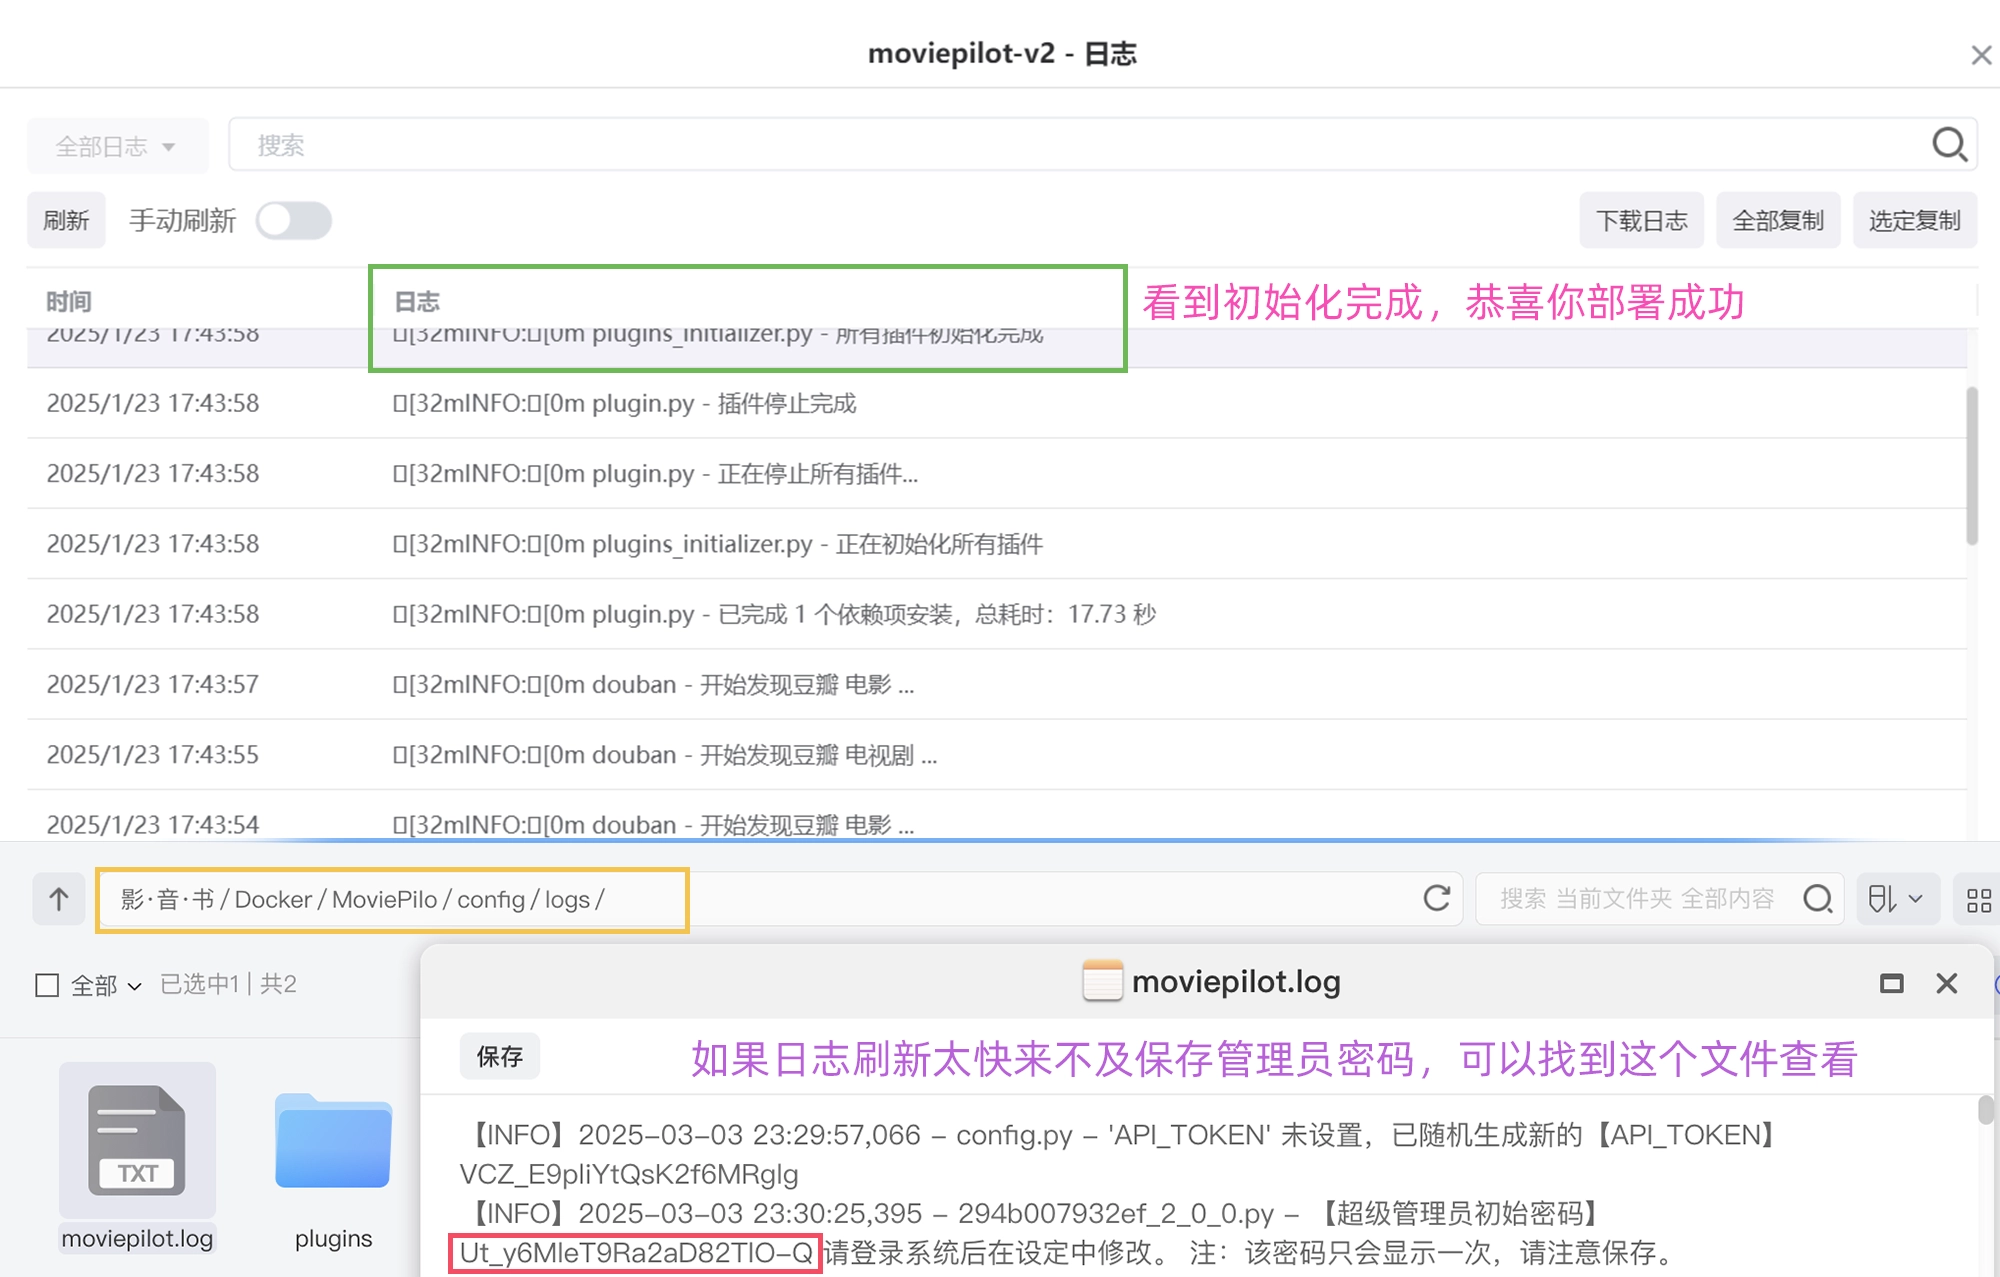 moviepilot-v2 - 日志
全部日志
搜索
刷新
手动刷新
下载日志
全部复制
选定复制
时间
日志
看到初始化完成，恭喜你部署成功
2025/1/23 17:43:58 [32mINFO:[0m plugins_initializer.py - 所有插件初始化完成
2025/1/23 17:43:58 [32mINFO:[0m plugin.py - 插件停止完成
2025/1/23 17:43:58 [32mINFO:[0m plugin.py - 正在停止所有插件...
2025/1/23 17:43:58 [32mINFO:[0m plugins_initializer.py - 正在初始化所有插件
2025/1/23 17:43:58 [32mINFO:[0m plugin.py - 已完成 1 个依赖项安装，总耗时：17.73 秒
2025/1/23 17:43:57 [32mINFO:[0m douban - 开始发现豆瓣 电影 ...
2025/1/23 17:43:55 [32mINFO:[0m douban - 开始发现豆瓣 电视剧 ...
2025/1/23 17:43:54 [32mINFO:[0m douban - 开始发现豆瓣 电影 ...
影·音·书 / Docker / MoviePilo / config / logs /
搜索 当前文件夹 全部内容
全部
已选中1 | 共2
moviepilot.log
保存
如果日志刷新太快来不及保存管理员密码，可以找到这个文件查看
TXT
moviepilot.log
plugins
【INFO】2025-03-03 23:29:57,066 - config.py - 'API_TOKEN' 未设置，已随机生成新的【API_TOKEN】
VCZ_E9pliYtQsK2f6MRglg
【INFO】2025-03-03 23:30:25,395 - 294b007932ef_2_0_0.py - 【超级管理员初始密码】
Ut_y6MleT9Ra2aD82TlO-Q 请登录系统后在设定中修改。 注：该密码只会显示一次，请注意保存。